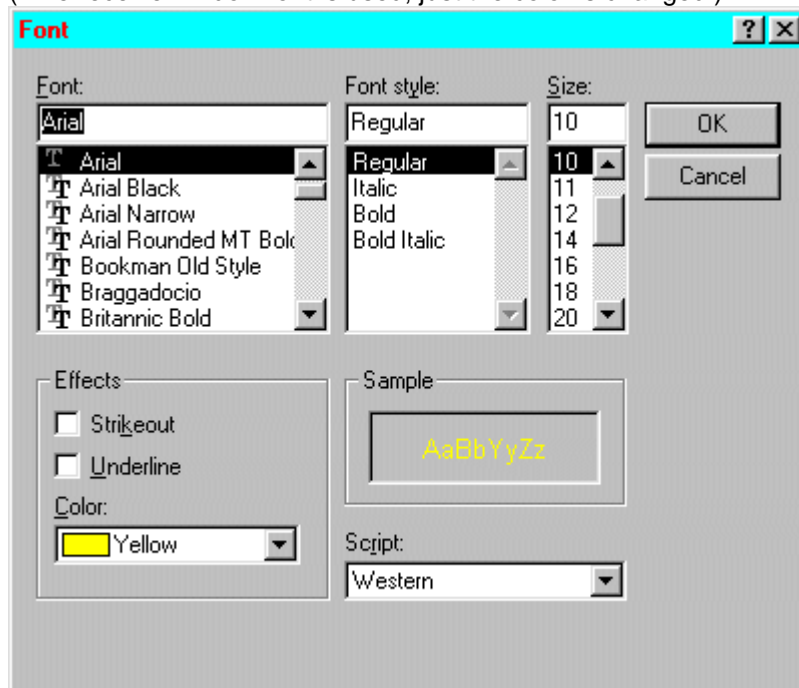 Font
Font:
Arial
Arial
Arial Black
Arial Narrow
Arial Rounded MT Bold
Bookman Old Style
Braggadocio
Britannic Bold
Font style:
Regular
Regular
Italic
Bold
Bold Italic
Size:
10
10
11
12
14
16
18
20
OK
Cancel
Effects
Strikeout
Underline
Color:
Yellow
Sample
AaBbYyZz
Script:
Western